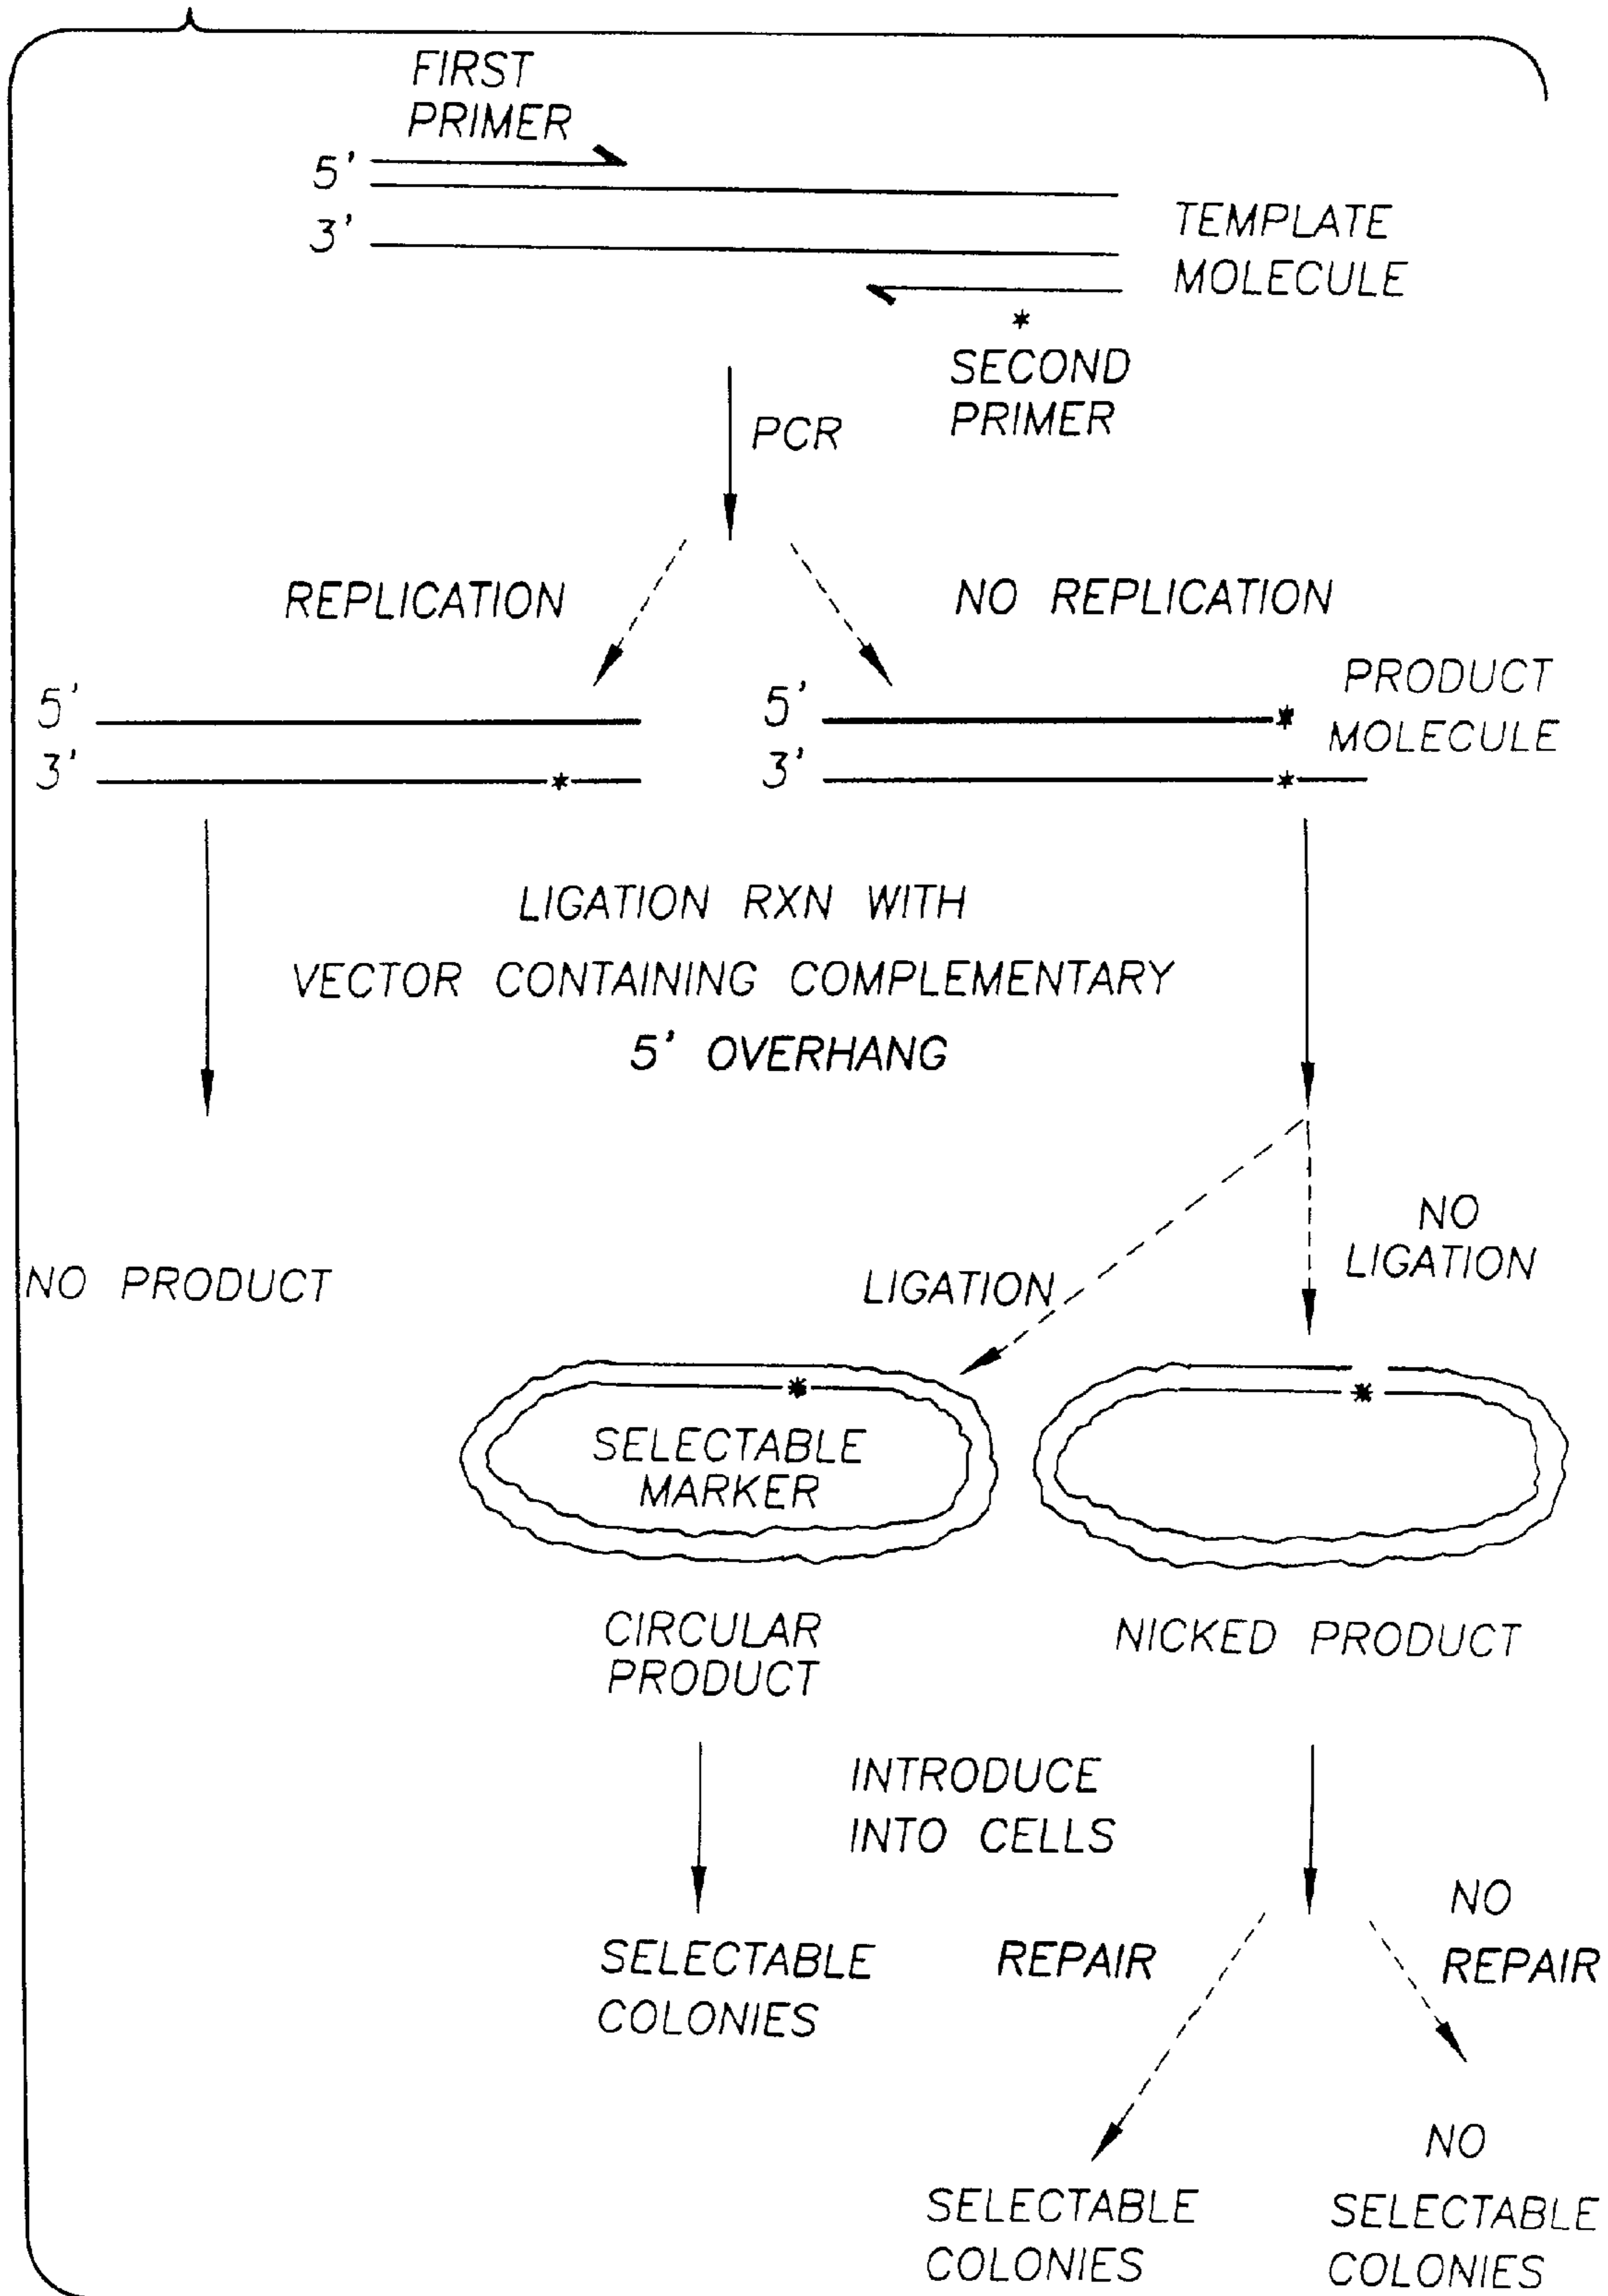 FIRST
PRIMER
5'
3'
TEMPLATE
MOLECULE
*
SECOND
PRIMER
PCR
REPLICATION
NO REPLICATION
5'
3'
*
5'
3'
*
*
PRODUCT
MOLECULE
LIGATION RXN WITH
VECTOR CONTAINING COMPLEMENTARY
5' OVERHANG
NO PRODUCT
LIGATION
NO
LIGATION
*
SELECTABLE
MARKER
*
CIRCULAR
PRODUCT
NICKED PRODUCT
INTRODUCE
INTO CELLS
SELECTABLE
COLONIES
REPAIR
NO
REPAIR
SELECTABLE
COLONIES
NO
SELECTABLE
COLONIES